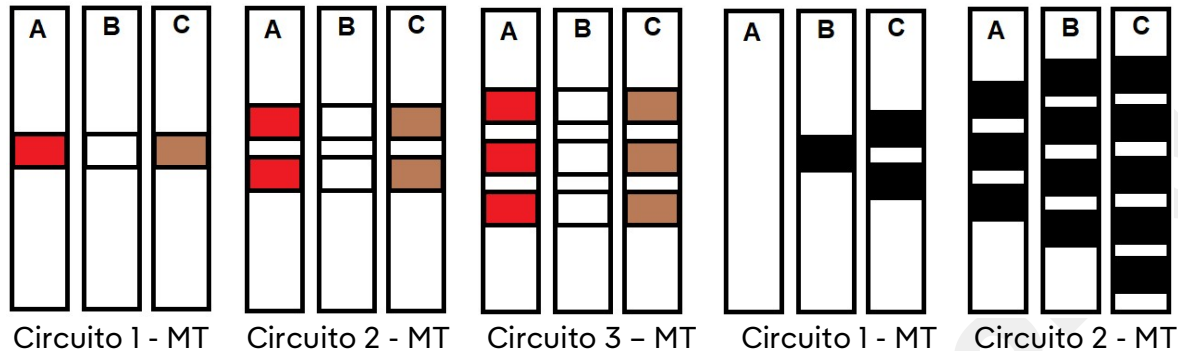 A B C A B C A B C A B C A B C
Circuito 1 - MT Circuito 2 - MT Circuito 3 – MT Circuito 1 - MT Circuito 2 - MT